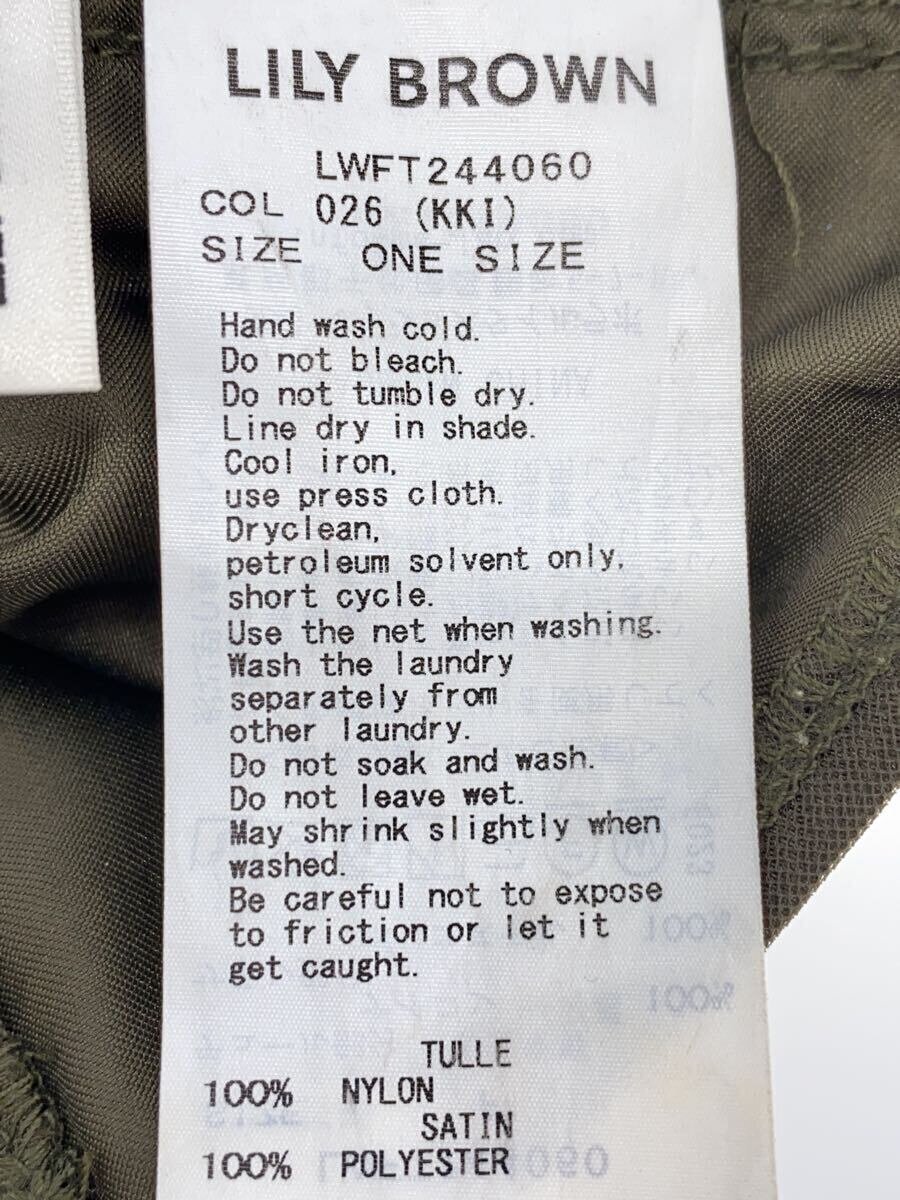 LILY BROWN
LWFT244060
COL 026 (KKI)
SIZE ONE SIZE
Hand wash cold.
Do not bleach.
Do not tumble dry.
Line dry in shade.
Cool iron,
use press cloth.
Dryclean,
petroleum solvent only,
short cycle.
Use the net when washing.
Wash the laundry
separately from
other laundry.
Do not soak and wash.
Do not leave wet.
May shrink slightly when
washed.
Be careful not to expose
to friction or let it
get caught.
TULLE
100% NYLON
SATIN
100% POLYESTER